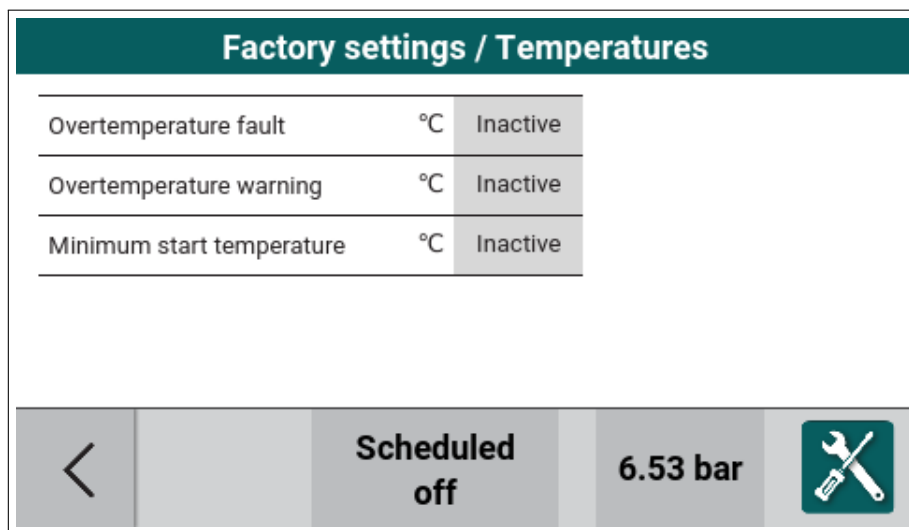 Factory settings / Temperatures
Overtemperature fault °C Inactive
Overtemperature warning °C Inactive
Minimum start temperature °C Inactive
Scheduled
off
6.53 bar